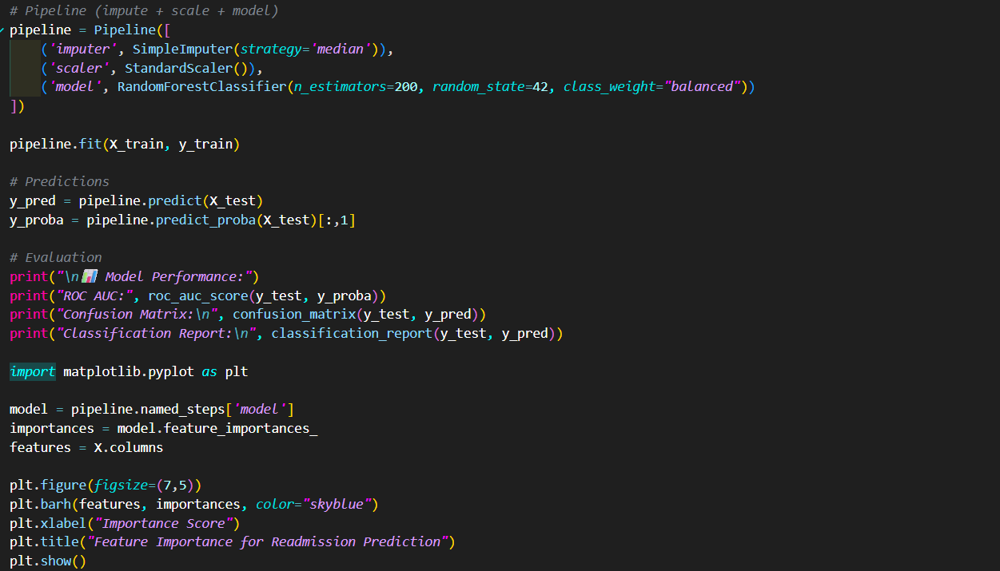 # Pipeline (impute + scale + model)
pipeline = Pipeline([
    ('imputer', SimpleImputer(strategy='median')),
    ('scaler', StandardScaler()),
    ('model', RandomForestClassifier(n_estimators=200, random_state=42, class_weight="balanced"))
])

pipeline.fit(X_train, y_train)

# Predictions
y_pred = pipeline.predict(X_test)
y_proba = pipeline.predict_proba(X_test)[:,1]

# Evaluation
print("\n📊 Model Performance:")
print("ROC AUC:", roc_auc_score(y_test, y_proba))
print("Confusion Matrix:\n", confusion_matrix(y_test, y_pred))
print("Classification Report:\n", classification_report(y_test, y_pred))

import matplotlib.pyplot as plt

model = pipeline.named_steps['model']
importances = model.feature_importances_
features = X.columns

plt.figure(figsize=(7,5))
plt.barh(features, importances, color="skyblue")
plt.xlabel("Importance Score")
plt.title("Feature Importance for Readmission Prediction")
plt.show()